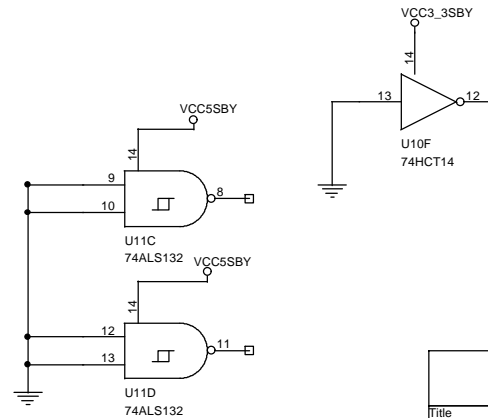 VCC3_3SBY
14
13
12
U10F
74HCT14
VCC5SBY
14
9
10
8
U11C
74ALS132
VCC5SBY
14
12
13
11
U11D
74ALS132
Title